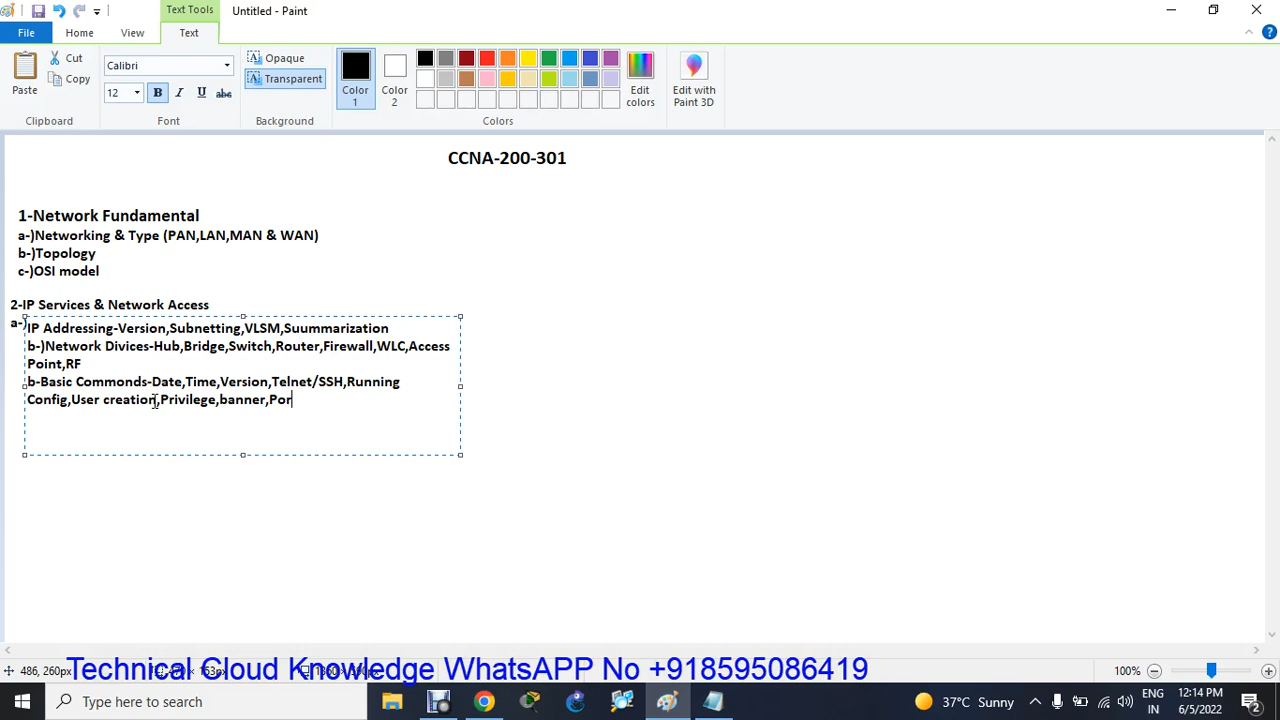 Text Tools
Untitled - Paint
File
Home
View
Text
Paste
Cut
Copy
Clipboard
Calibri
12
B
I
U
abc
Font
Opaque
Transparent
Background
Color 1
Color 2
Edit colors
Colors
Edit with Paint 3D
CCNA-200-301
1-Network Fundamental
a-)Networking & Type (PAN,LAN,MAN & WAN)
b-)Topology
c-)OSI model
2-IP Services & Network Access
a-)
IP Addressing-Version,Subnetting,VLSM,Suummarization
b-)Network Divices-Hub,Bridge,Switch,Router,Firewall,WLC,Access
Point,RF
b-Basic Commonds-Date,Time,Version,Telnet/SSH,Running
Config,User creation,Privilege,banner,Por
486, 260px
100%
Technical Cloud Knowledge WhatsAPP No +918595086419
Type here to search
37°C Sunny
ENG
IN
12:14 PM
6/5/2022
2